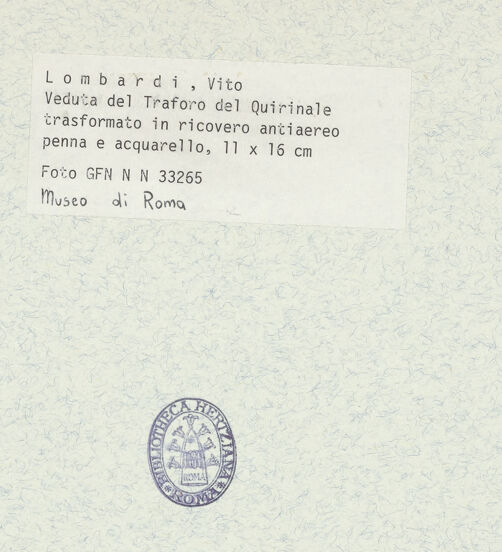 L o m b a r d i , Vito
Veduta del Traforo del Quirinale
trasformato in ricovero antiaereo
penna e acquarello, 11 x 16 cm
Foto GFN N N 33265
Museo di Roma
BIBLIOTHECA HERTZIANA
ROMA
ROMA